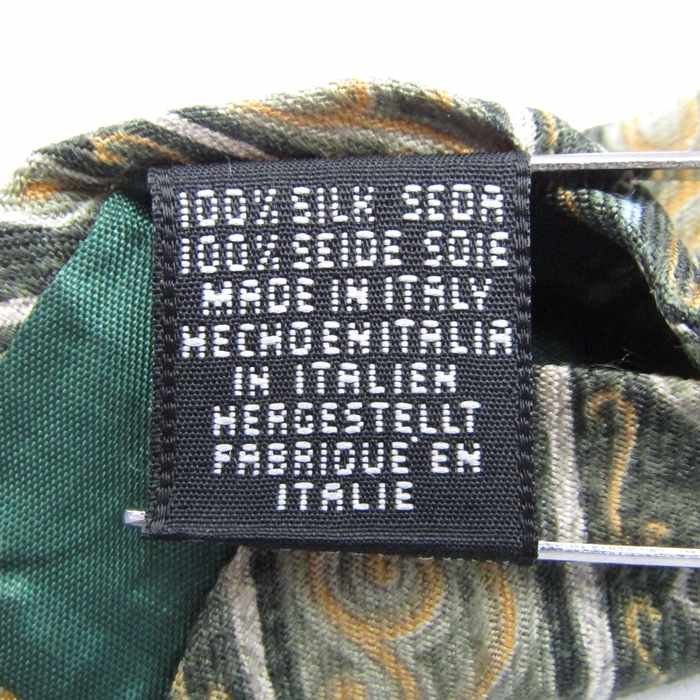 100% SILK SEDA
100% SEIDE SOIE
MADE IN ITALY
HECHO EN ITALIA
IN ITALIEN
HERGESTELLT
FABRIQUE EN
ITALIE